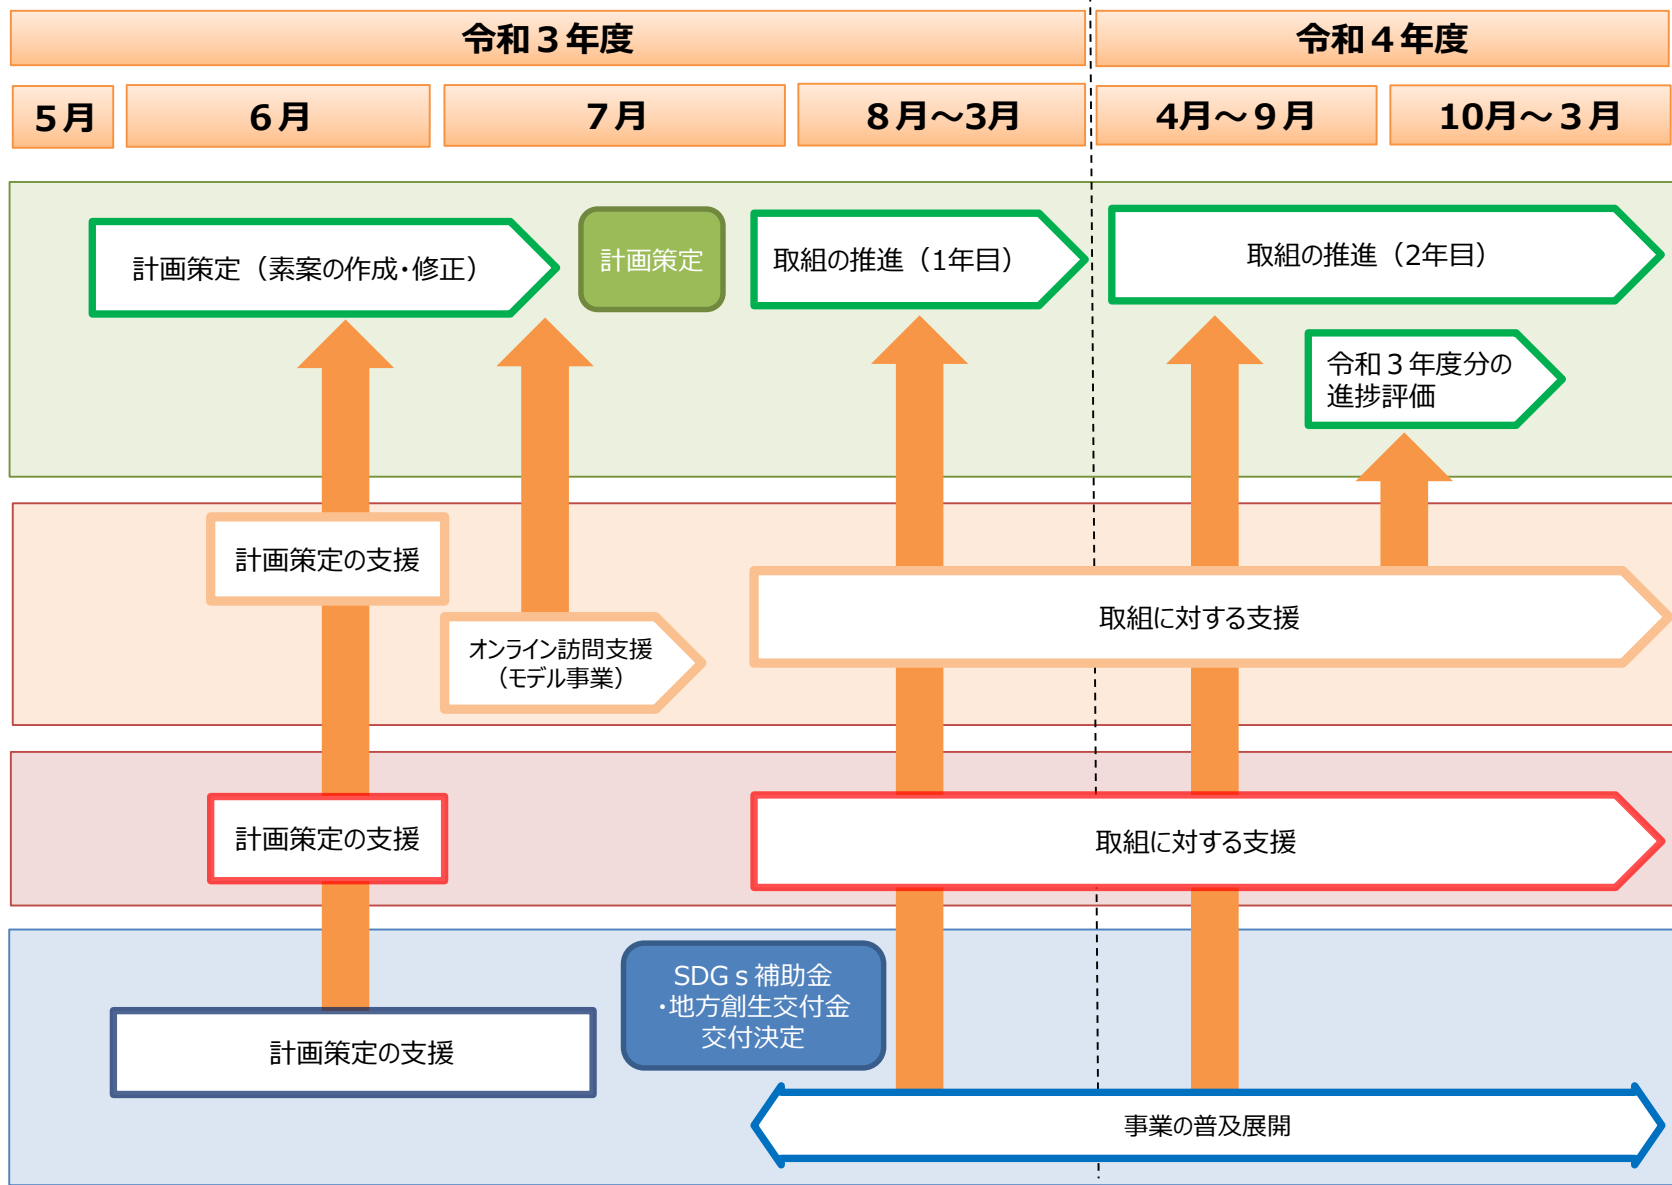 令和３年度
令和４年度
５月
６月
７月
８月～3月
4月～９月
10月～３月
計画策定（素案の作成・修正）
計画策定
取組の推進（1年目）
取組の推進（2年目）
令和３年度分の
進捗評価
計画策定の支援
オンライン訪問支援
（モデル事業）
取組に対する支援
計画策定の支援
取組に対する支援
SDGｓ補助金
・地方創生交付金
交付決定
計画策定の支援
事業の普及展開